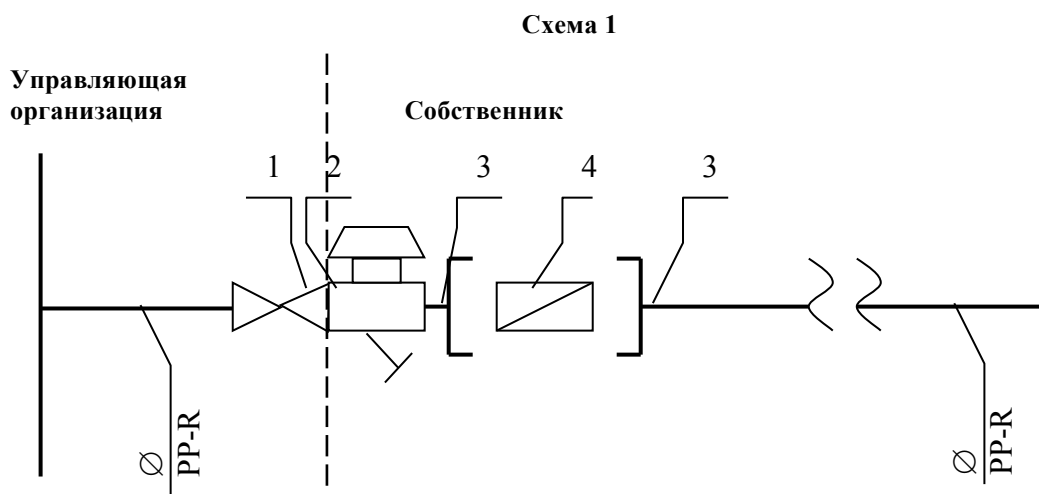 Схема 1
Управляющая
организация
Собственник
1 2 3 4 3
∅
PP-R
∅
PP-R